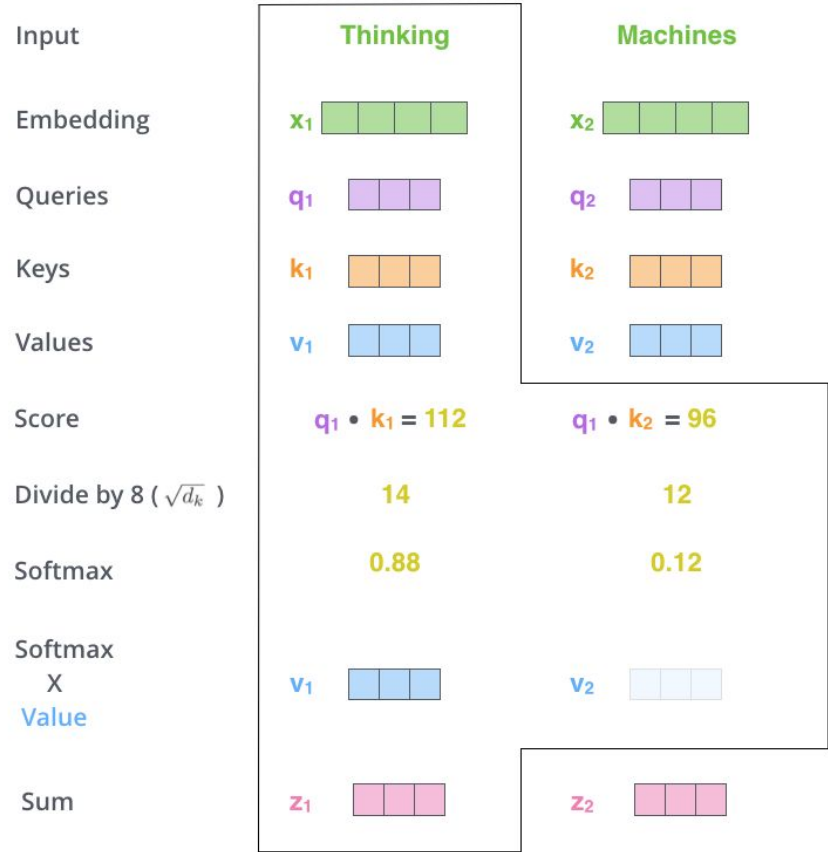 Input Thinking Machines
Embedding x₁ x₂
Queries q₁ q₂
Keys k₁ k₂
Values v₁ v₂
Score q₁ • k₁ = 112 q₁ • k₂ = 96
Divide by 8 ( √dₖ ) 14 12
Softmax 0.88 0.12
Softmax
X
Value v₁ v₂
Sum z₁ z₂